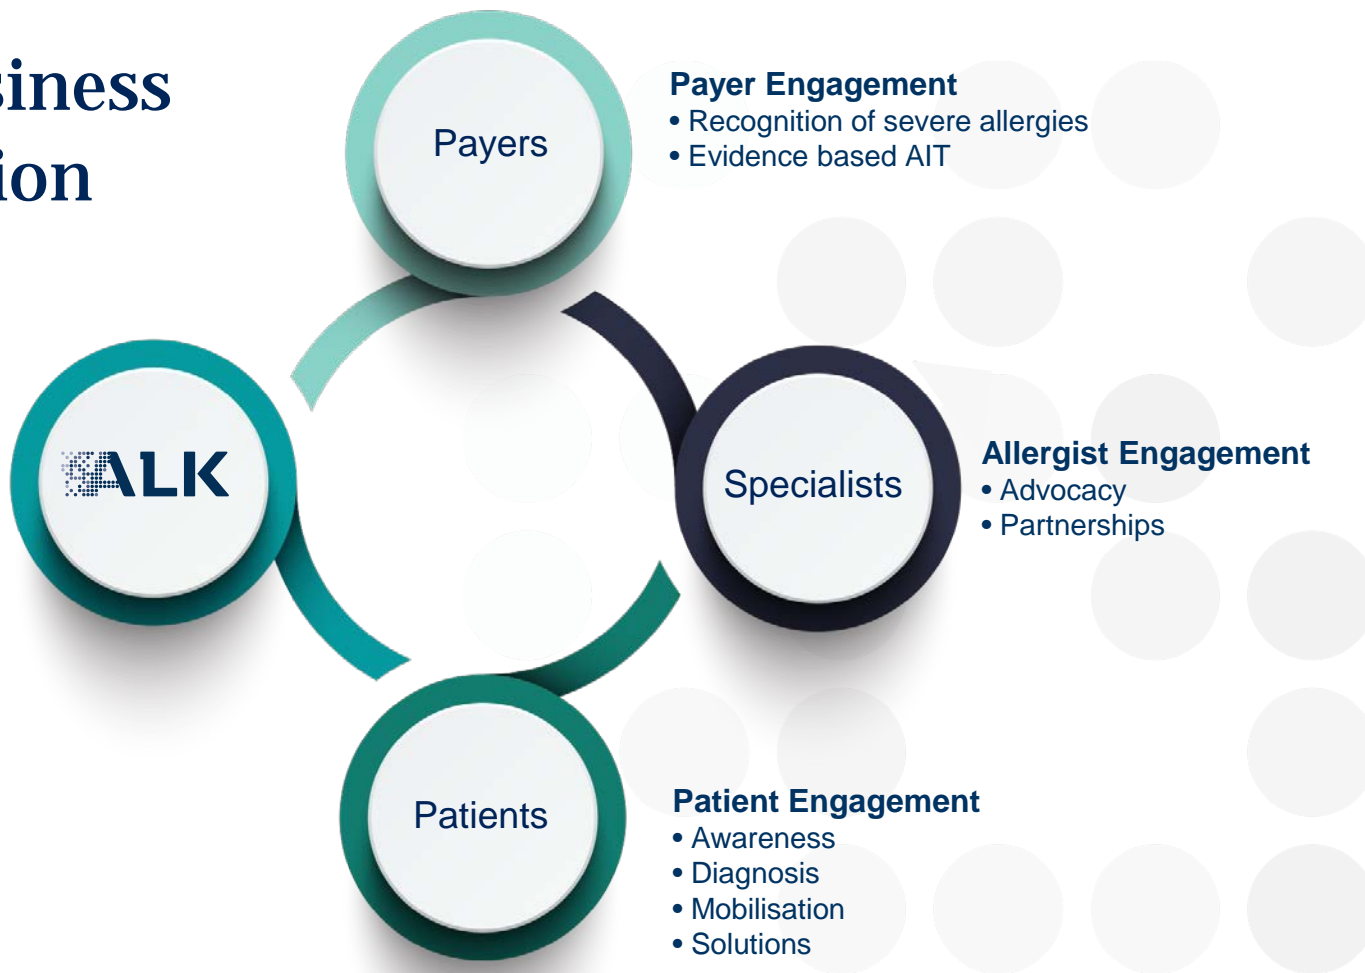 siness
ion
Payers
Payer Engagement
• Recognition of severe allergies
• Evidence based AIT
ALK
Specialists
Allergist Engagement
• Advocacy
• Partnerships
Patients
Patient Engagement
• Awareness
• Diagnosis
• Mobilisation
• Solutions